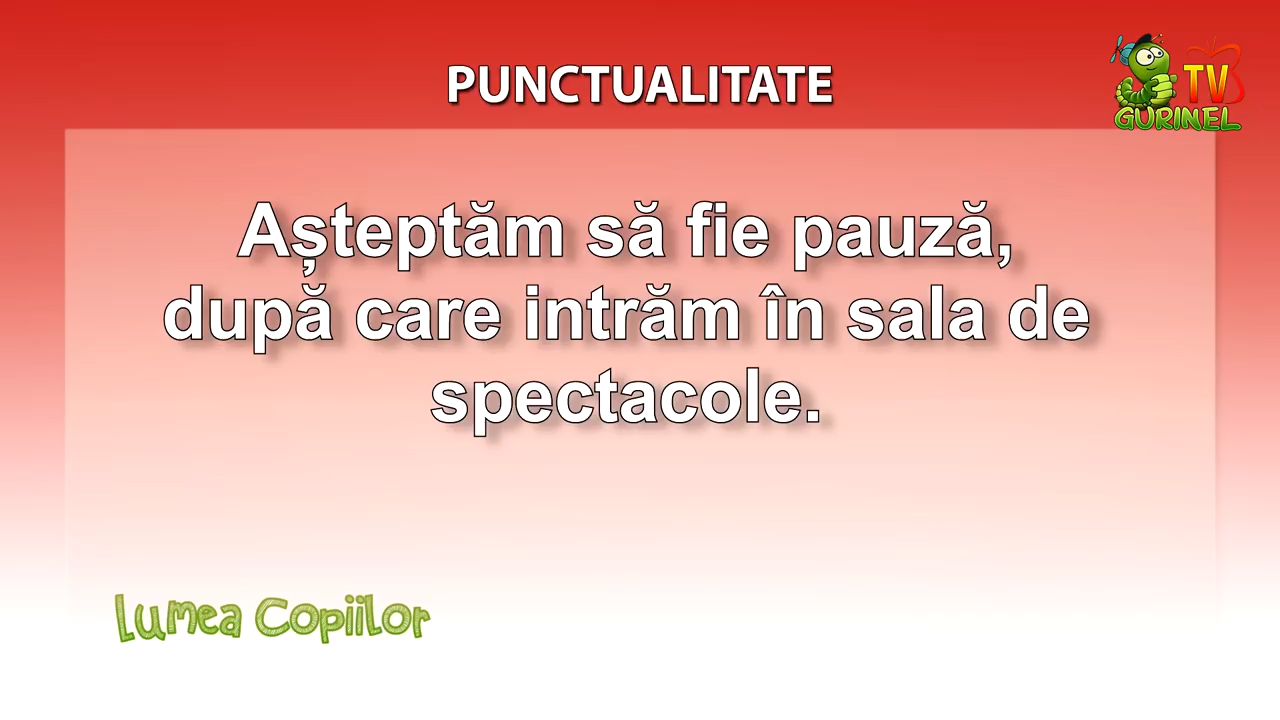 PUNCTUALITATE
TV
GURINEL
Așteptăm să fie pauză,
după care intrăm în sala de
spectacole.
Lumea Copiilor